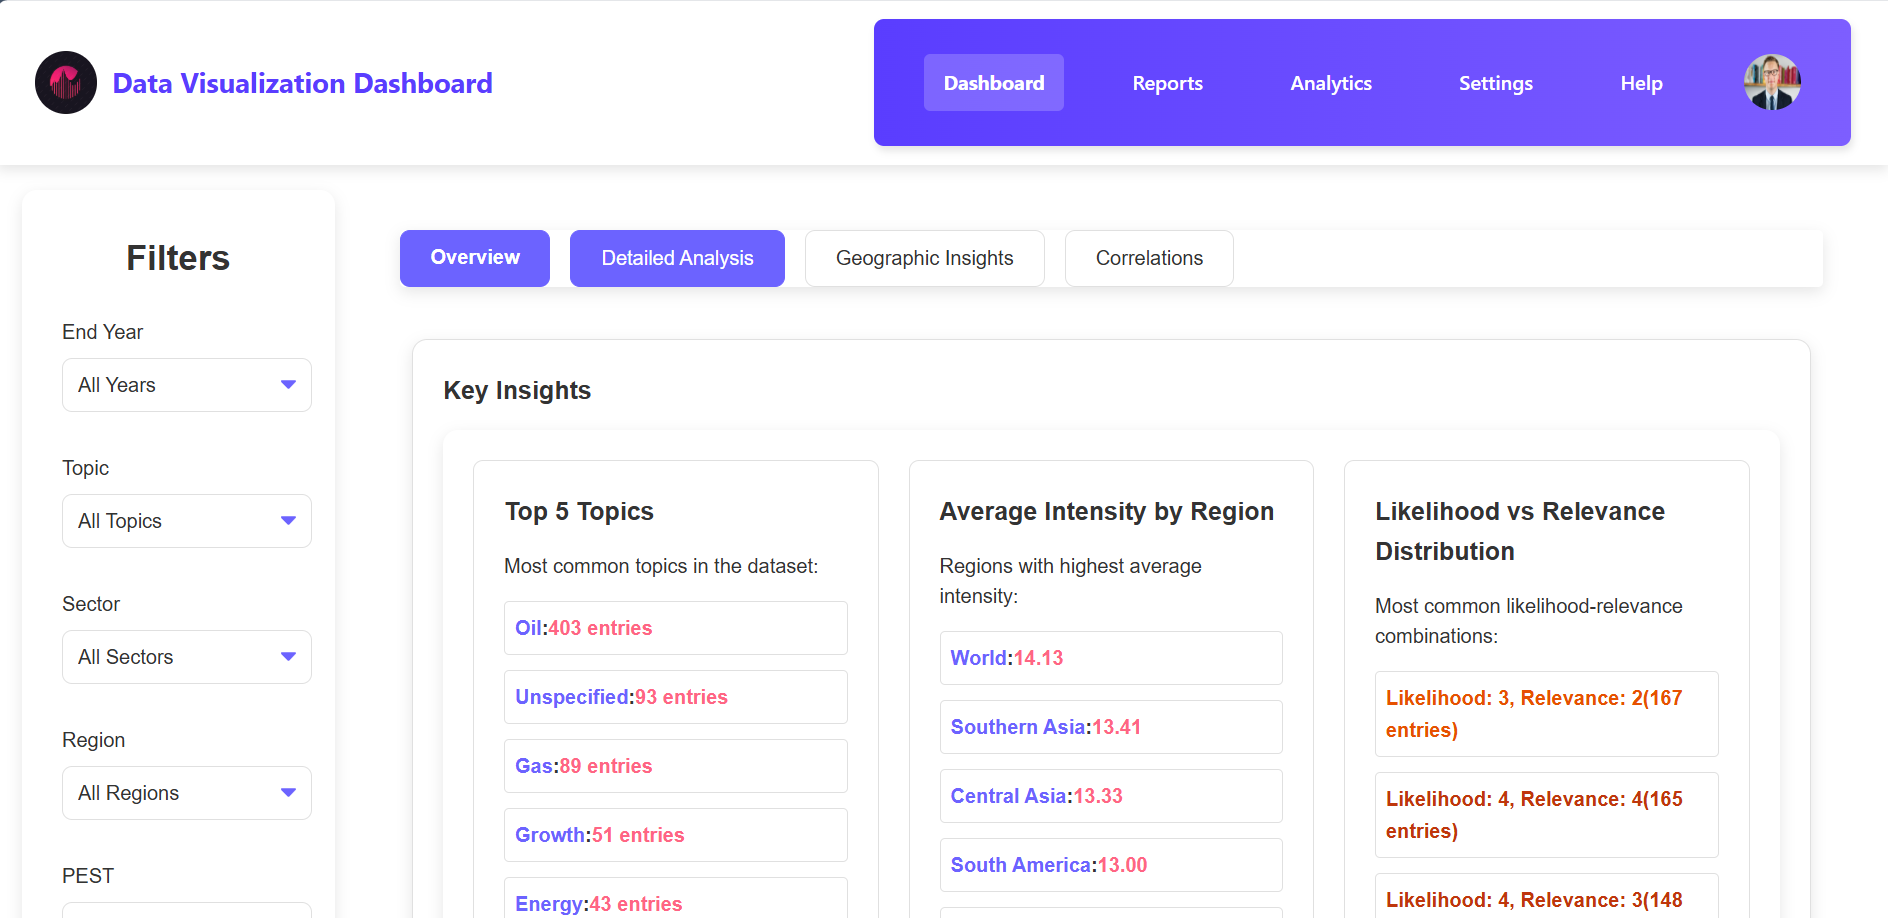 Data Visualization Dashboard
Dashboard
Reports
Analytics
Settings
Help
Filters
End Year
All Years
Topic
All Topics
Sector
All Sectors
Region
All Regions
PEST
Overview
Detailed Analysis
Geographic Insights
Correlations
Key Insights
Top 5 Topics
Most common topics in the dataset:
Oil:403 entries
Unspecified:93 entries
Gas:89 entries
Growth:51 entries
Energy:43 entries
Average Intensity by Region
Regions with highest average
intensity:
World:14.13
Southern Asia:13.41
Central Asia:13.33
South America:13.00
Likelihood vs Relevance
Distribution
Most common likelihood-relevance
combinations:
Likelihood: 3, Relevance: 2(167
entries)
Likelihood: 4, Relevance: 4(165
entries)
Likelihood: 4, Relevance: 3(148